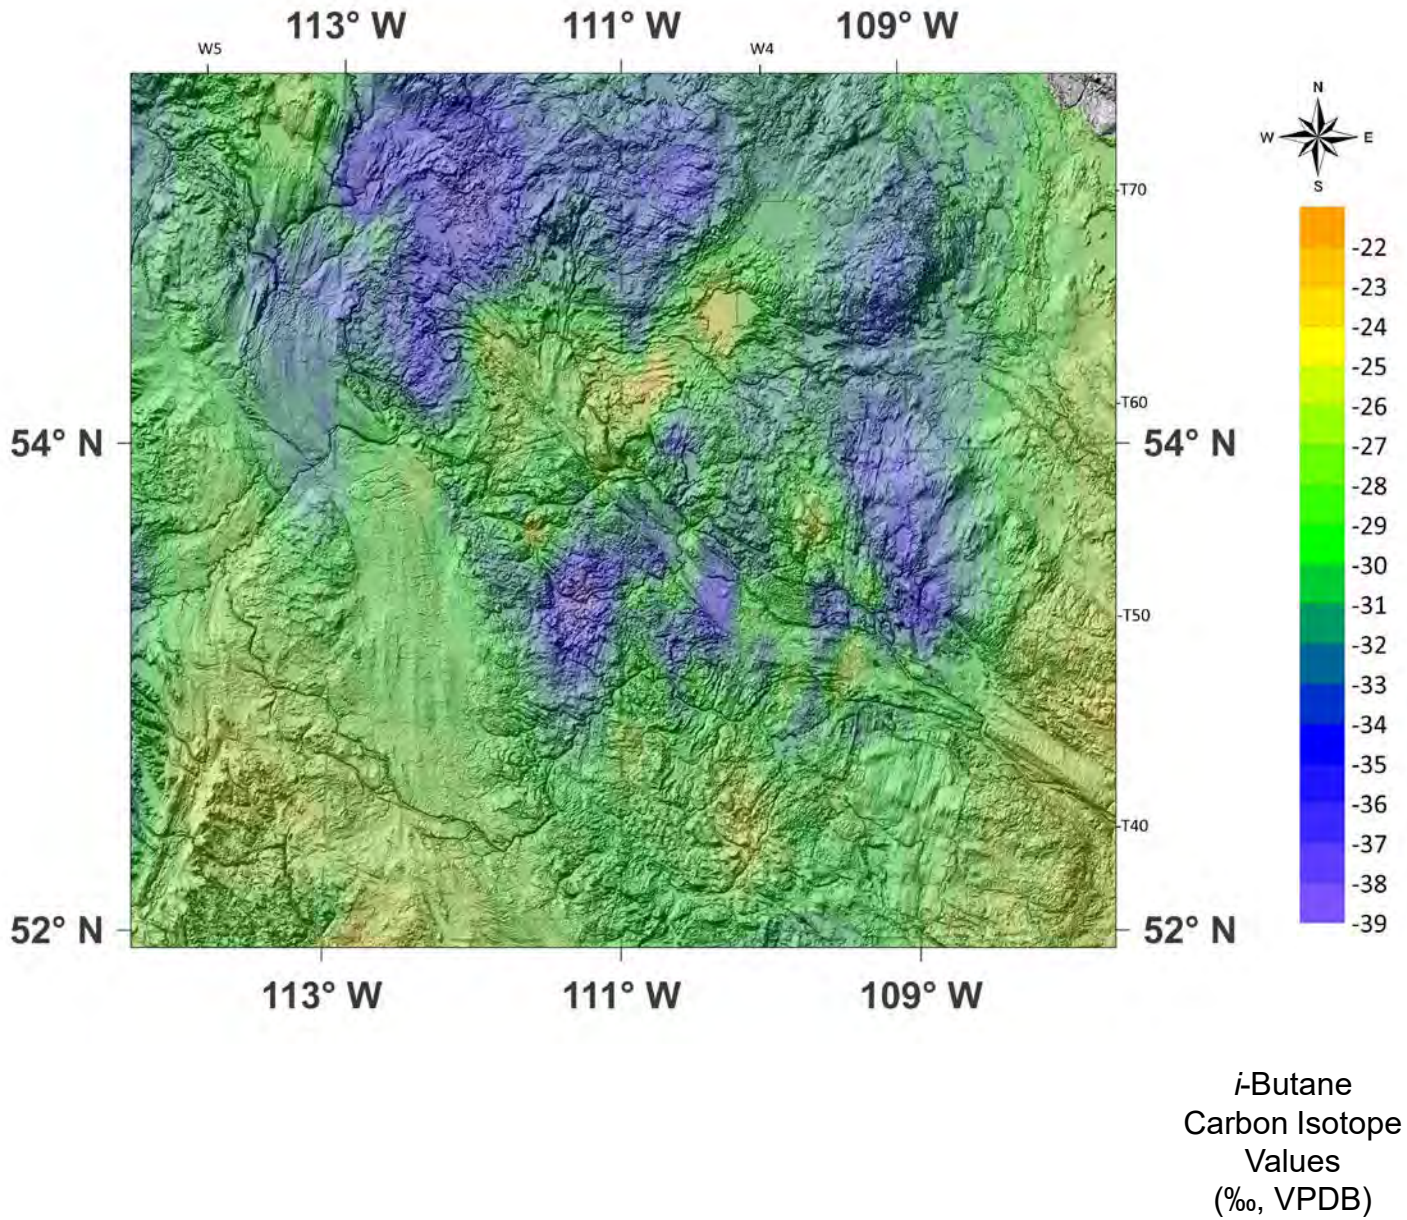 113° W 111° W 109° W
W5 W4
N
W E
S
T70
-22
-23
-24
-25
-26
-27
-28
-29
-30
-31
-32
-33
-34
-35
-36
-37
-38
-39
T60
54° N 54° N
T50
T40
52° N 52° N
113° W 111° W 109° W
i-Butane
Carbon Isotope
Values
(‰, VPDB)